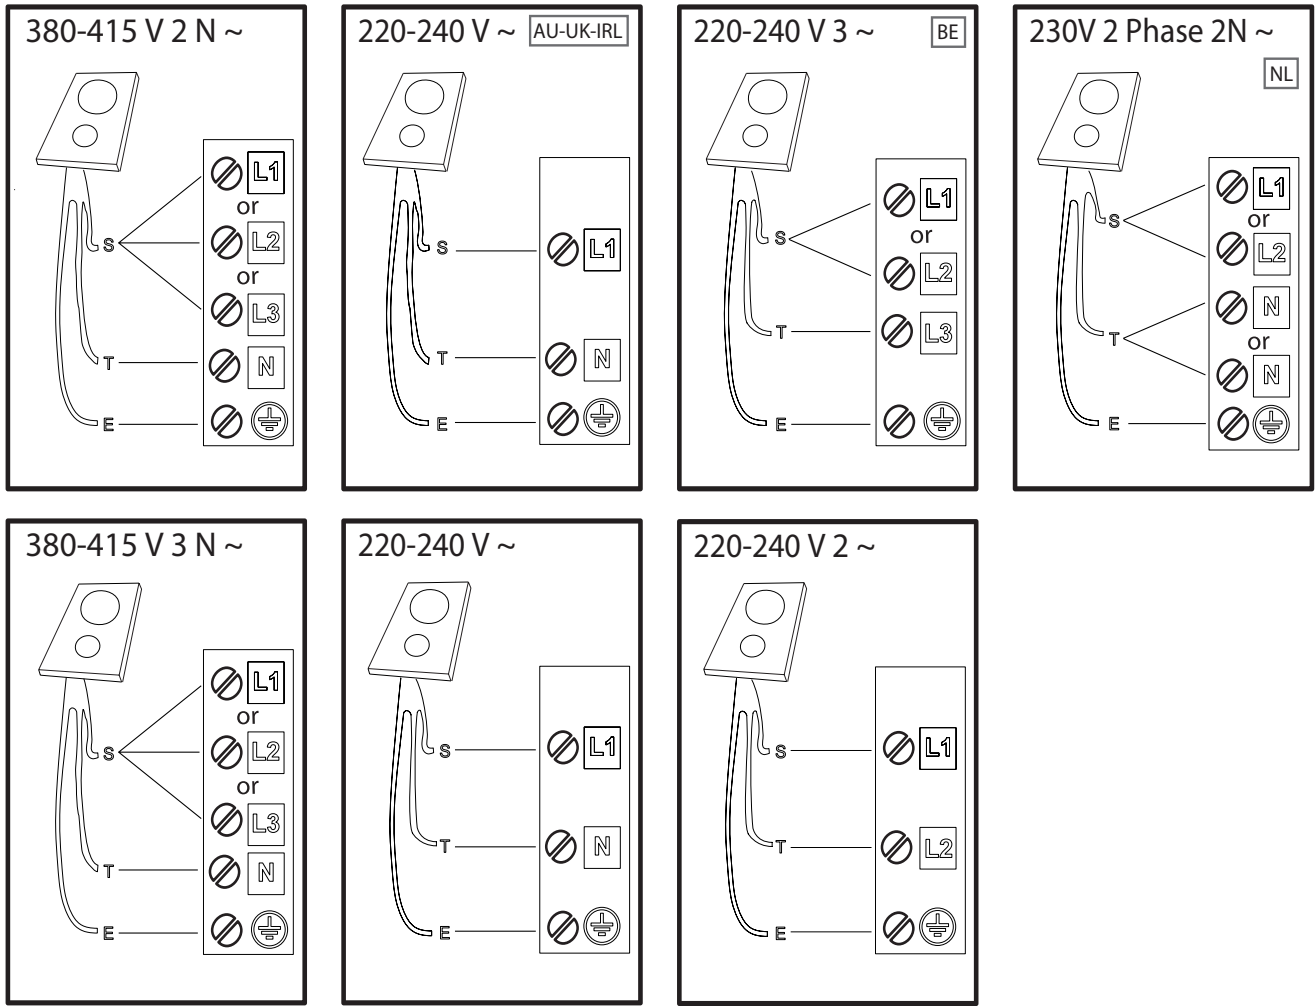 380-415 V 2 N ~
L1
or
S
L2
or
L3
T
N
E
220-240 V ~ AU-UK-IRL
S
L1
T
N
E
220-240 V 3 ~ BE
L1
S
or
L2
T
L3
E
230V 2 Phase 2N ~
NL
L1
S
or
L2
N
T
or
N
E
380-415 V 3 N ~
L1
or
S
L2
or
L3
T
N
E
220-240 V ~
S
L1
T
N
E
220-240 V 2 ~
S
L1
T
L2
E